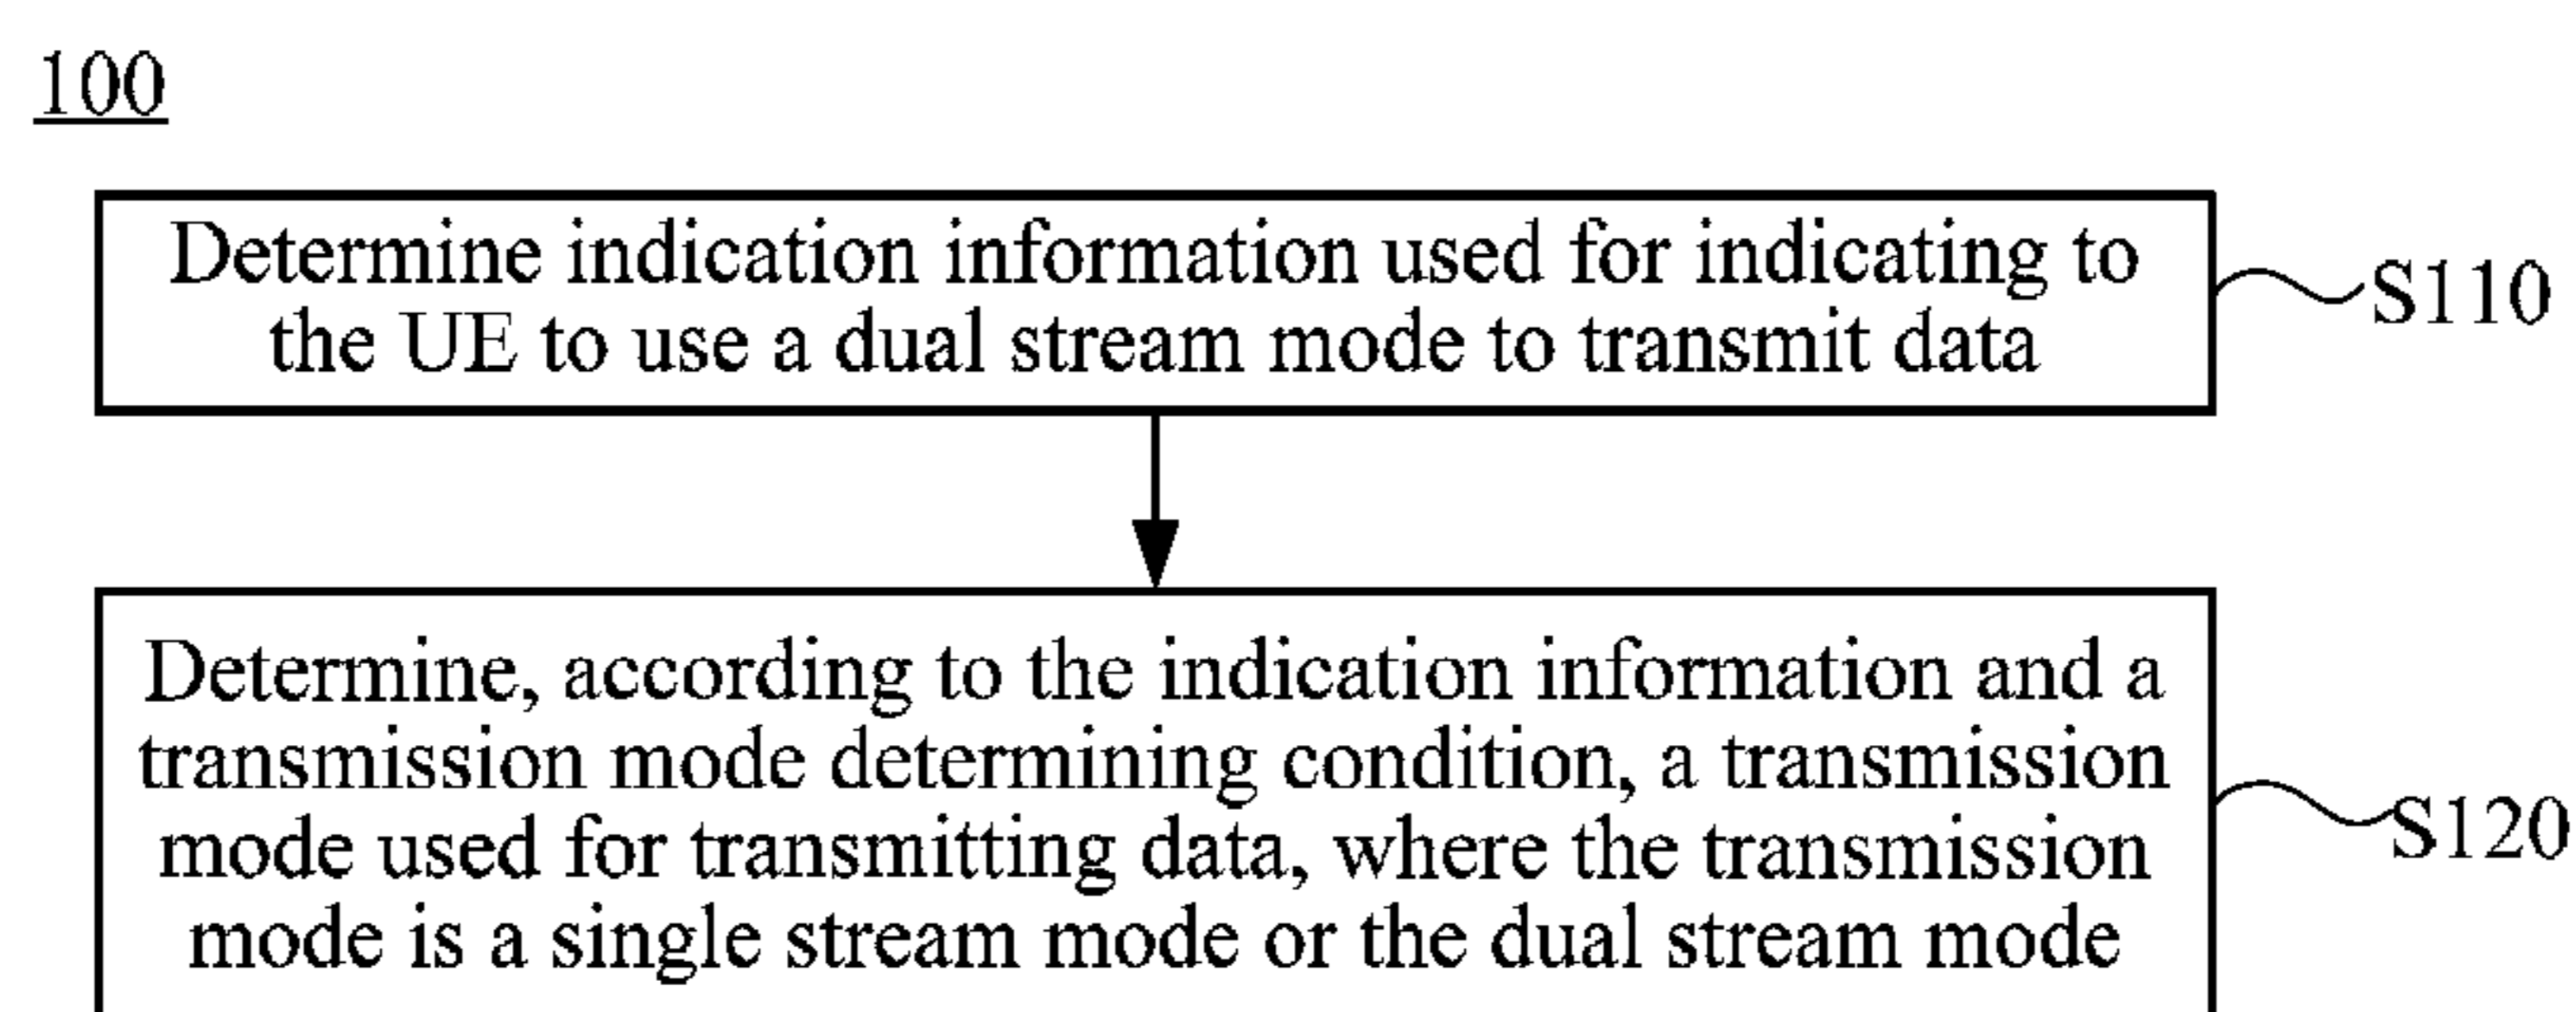 100
Determine indication information used for indicating to
the UE to use a dual stream mode to transmit data
S110
Determine, according to the indication information and a
transmission mode determining condition, a transmission
mode used for transmitting data, where the transmission
mode is a single stream mode or the dual stream mode
S120